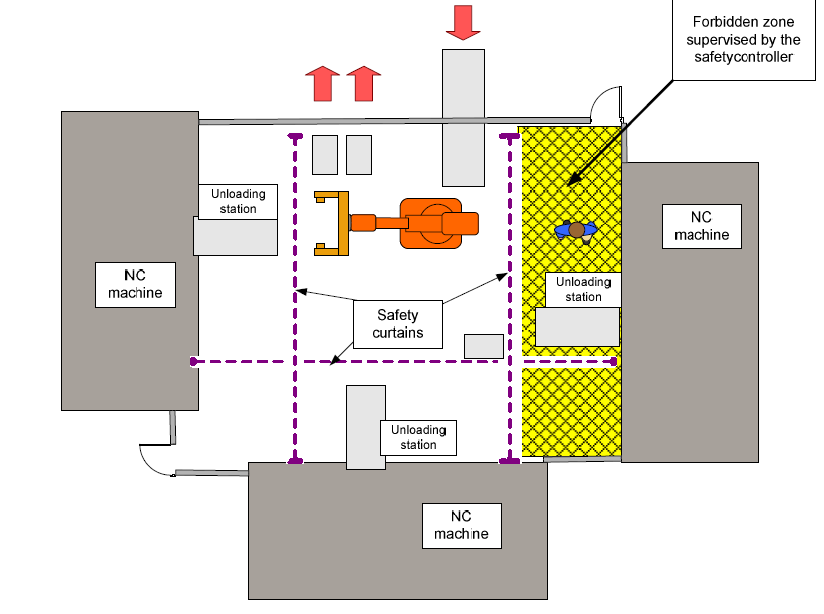 Forbidden zone
supervised by the
safetycontroller
Unloading
station
NC
machine
NC
machine
Unloading
station
Safety
curtains
Unloading
station
NC
machine